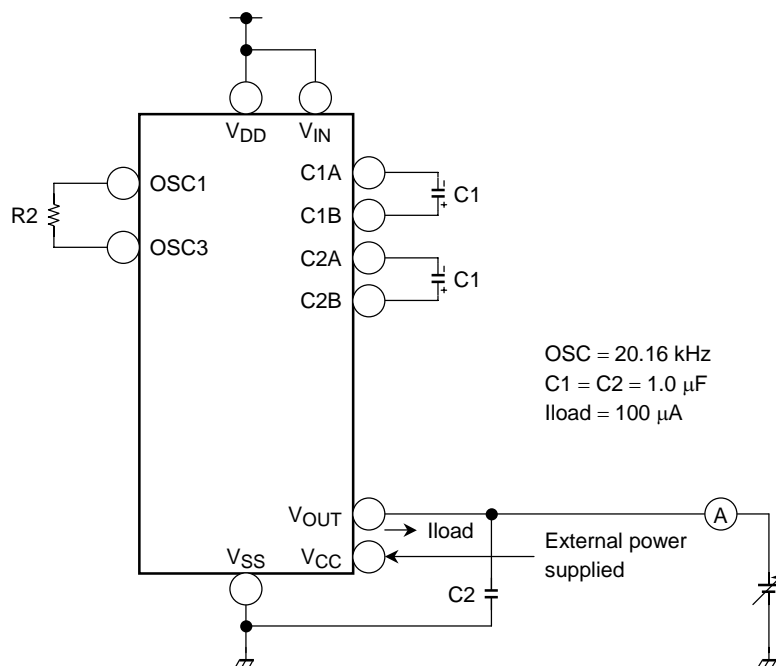 VDD
VIN
OSC1
OSC3
R2
C1A
C1B
C1
C2A
C2B
C1
OSC = 20.16 kHz
C1 = C2 = 1.0 μF
Iload = 100 μA
VOUT
Iload
A
VSS
VCC
External power
supplied
C2